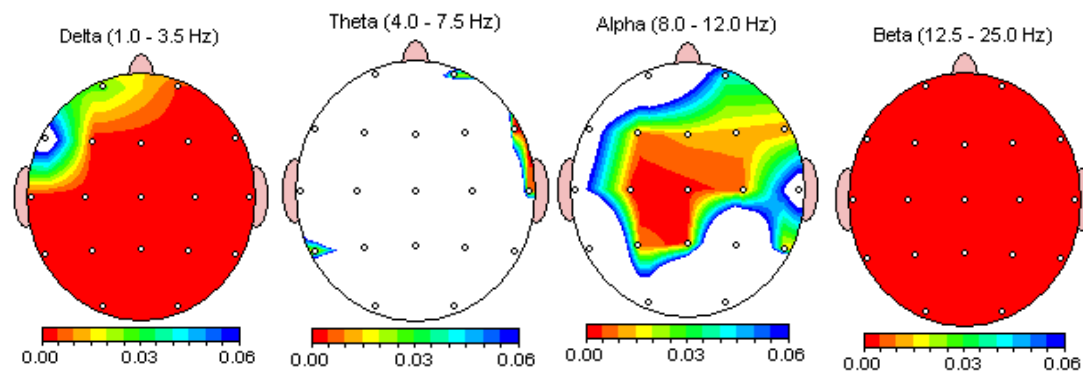 Delta (1.0 - 3.5 Hz)
Theta (4.0 - 7.5 Hz)
Alpha (8.0 - 12.0 Hz)
Beta (12.5 - 25.0 Hz)
0.00 0.03 0.06
0.00 0.03 0.06
0.00 0.03 0.06
0.00 0.03 0.06